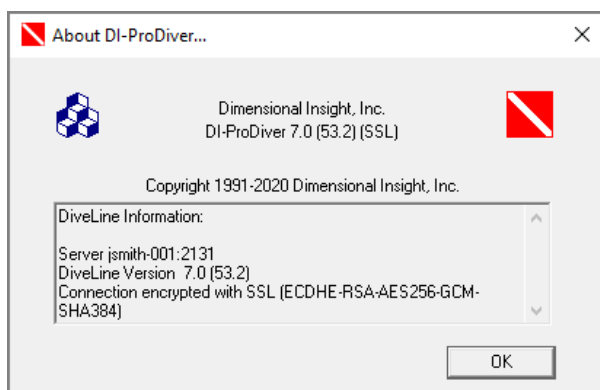 About DI-ProDiver...
Dimensional Insight, Inc.
DI-ProDiver 7.0 (53.2) (SSL)
Copyright 1991-2020 Dimensional Insight, Inc.
DiveLine Information:
Server jsmith-001:2131
DiveLine Version  7.0 (53.2)
Connection encrypted with SSL (ECDHE-RSA-AES256-GCM-
SHA384)
OK